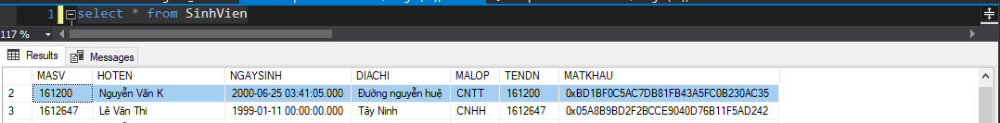 1 select * from SinhVien
117 %
Results Messages
MASV HOTEN NGAYSINH DIACHI MALOP TENDN MATKHAU
2 161200 Nguyễn Văn K 2000-06-25 03:41:05.000 Đường nguyễn huệ CNTT 161200 0xBD1BF0C5AC7DB81FB43A5FC0B230AC35
3 1612647 Lê Văn Thi 1999-01-11 00:00:00.000 Tây Ninh CNHH 1612647 0x05A8B9BD2F2BCCE9040D76B11F5AD242